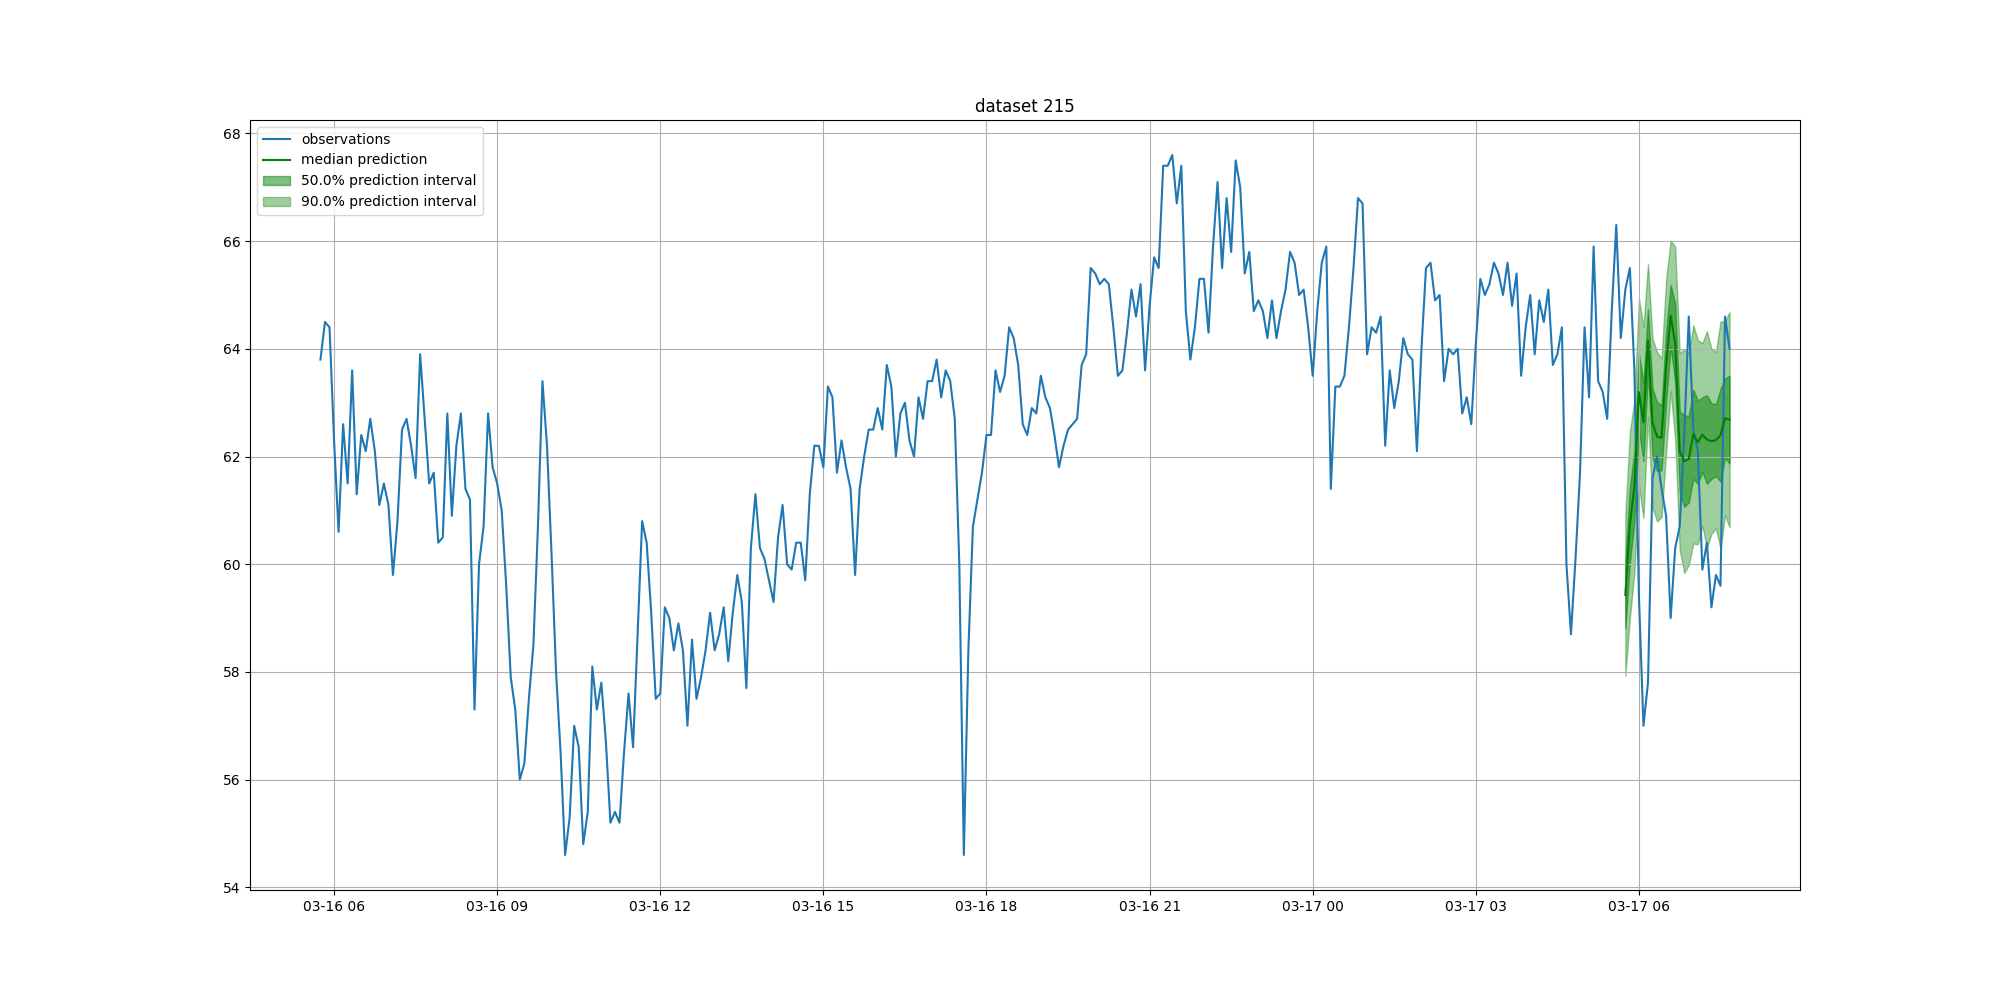 dataset 215
observations
median prediction
50.0% prediction interval
90.0% prediction interval
68
66
64
62
60
58
56
54
03-16 06 03-16 09 03-16 12 03-16 15 03-16 18 03-16 21 03-17 00 03-17 03 03-17 06